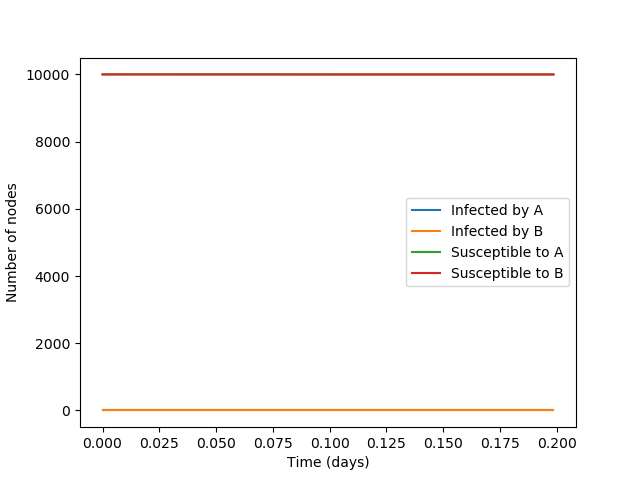 10000
8000
6000
4000
2000
0
Number of nodes
Infected by A
Infected by B
Susceptible to A
Susceptible to B
0.000 0.025 0.050 0.075 0.100 0.125 0.150 0.175 0.200
Time (days)